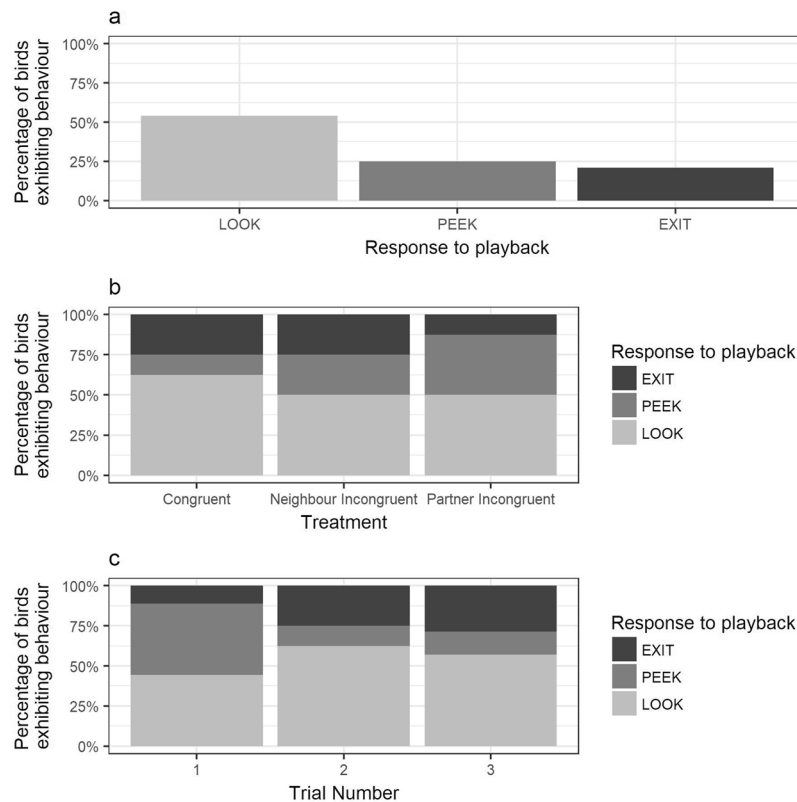 a
Percentage of birds
exhibiting behaviour
100%
75%
50%
25%
0%
LOOK PEEK EXIT
Response to playback
b
Percentage of birds
exhibiting behaviour
100%
75%
50%
25%
0%
Congruent Neighbour Incongruent Partner Incongruent
Treatment
Response to playback
EXIT
PEEK
LOOK
c
Percentage of birds
exhibiting behaviour
100%
75%
50%
25%
0%
1 2 3
Trial Number
Response to playback
EXIT
PEEK
LOOK